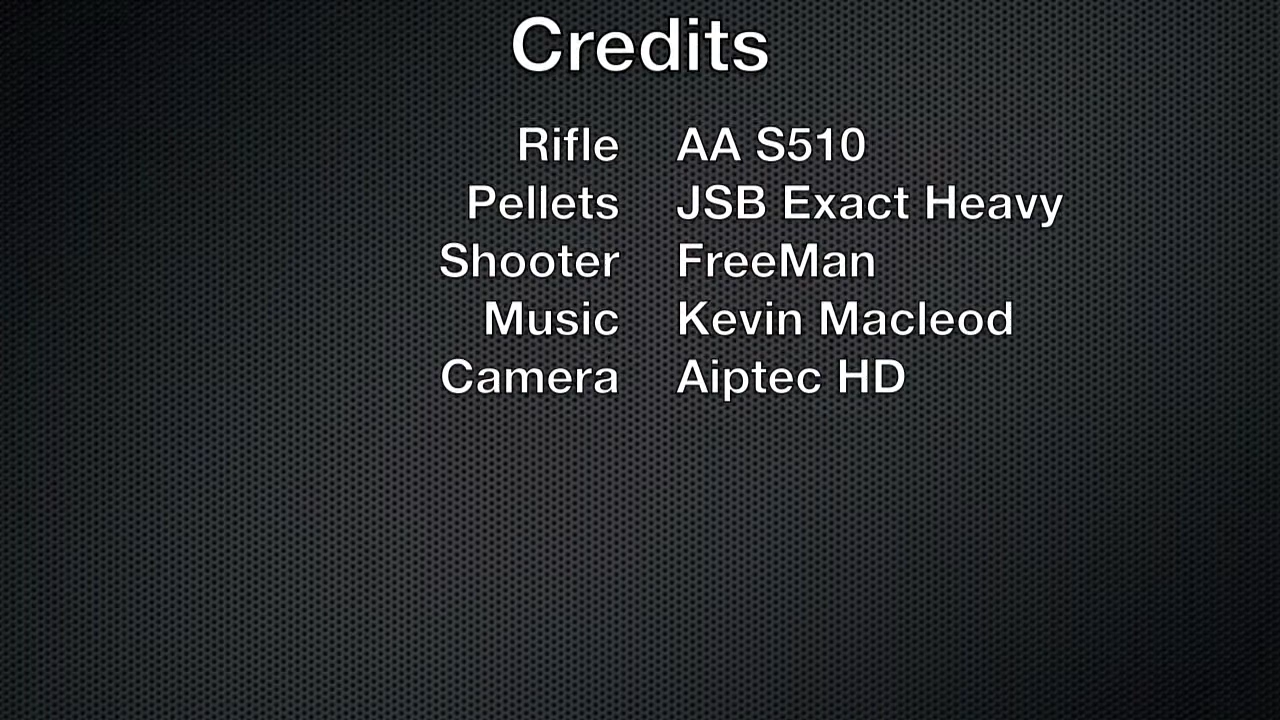 Credits
Rifle AA S510
Pellets JSB Exact Heavy
Shooter FreeMan
Music Kevin Macleod
Camera Aiptec HD